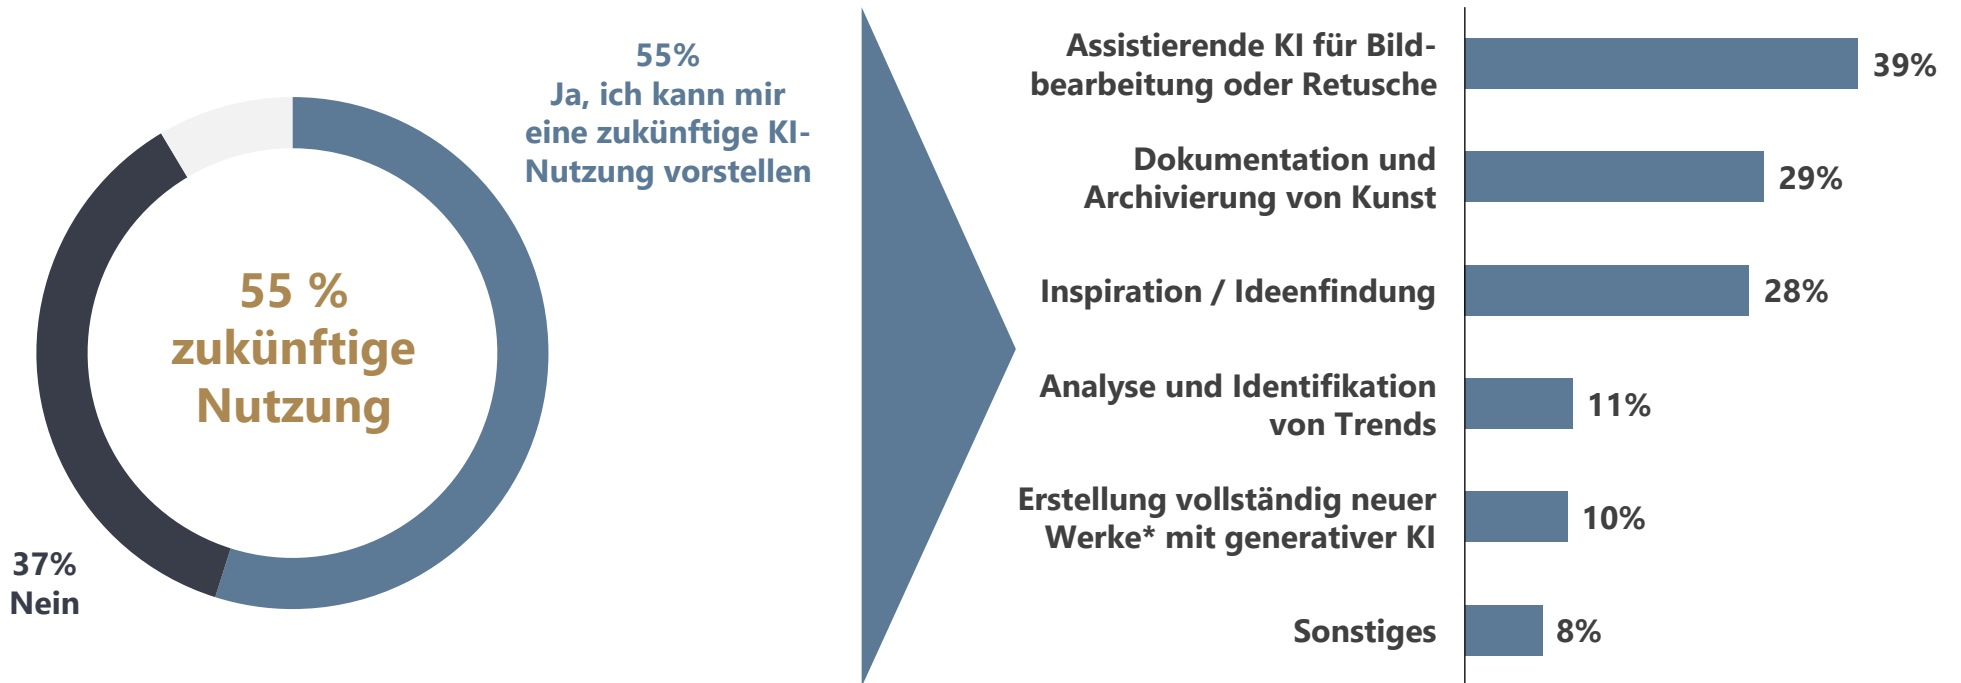 55%
Ja, ich kann mir
eine zukünftige KI-
Nutzung vorstellen
55 %
zukünftige
Nutzung
37%
Nein
Assistierende KI für Bild-
bearbeitung oder Retusche
39%
Dokumentation und
Archivierung von Kunst
29%
Inspiration / Ideenfindung
28%
Analyse und Identifikation
von Trends
11%
Erstellung vollständig neuer
Werke* mit generativer KI
10%
Sonstiges
8%